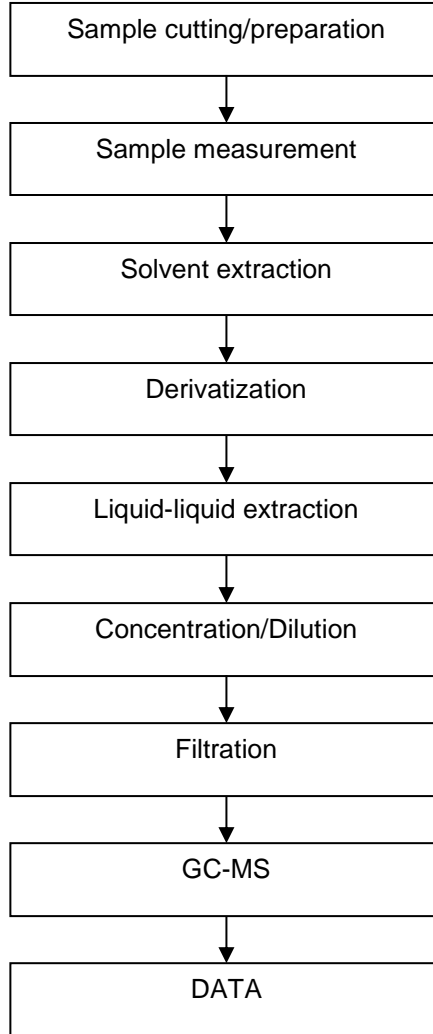 Sample cutting/preparation
Sample measurement
Solvent extraction
Derivatization
Liquid-liquid extraction
Concentration/Dilution
Filtration
GC-MS
DATA